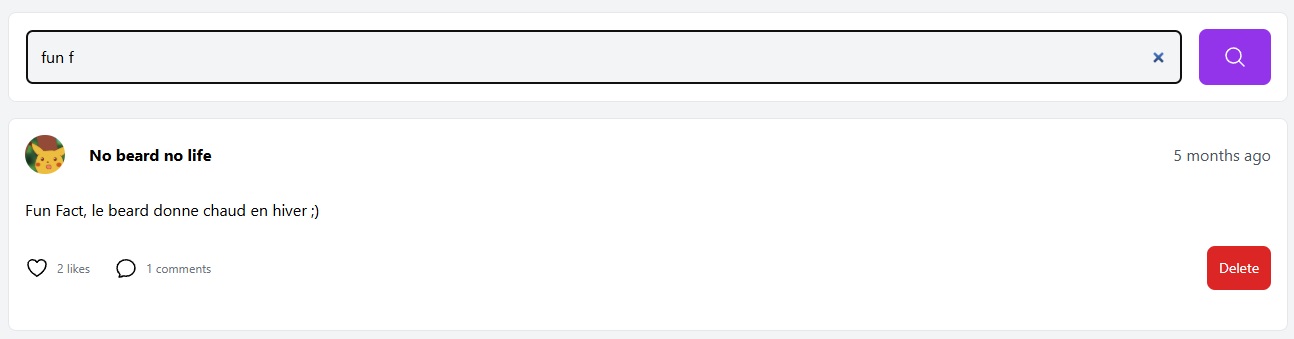 fun f
No beard no life
5 months ago
Fun Fact, le beard donne chaud en hiver ;)
2 likes
1 comments
Delete